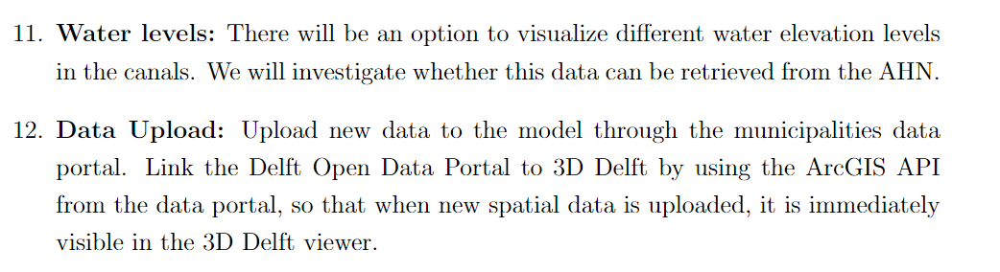 11. Water levels: There will be an option to visualize different water elevation levels
in the canals. We will investigate whether this data can be retrieved from the AHN.
12. Data Upload: Upload new data to the model through the municipalities data
portal. Link the Delft Open Data Portal to 3D Delft by using the ArcGIS API
from the data portal, so that when new spatial data is uploaded, it is immediately
visible in the 3D Delft viewer.